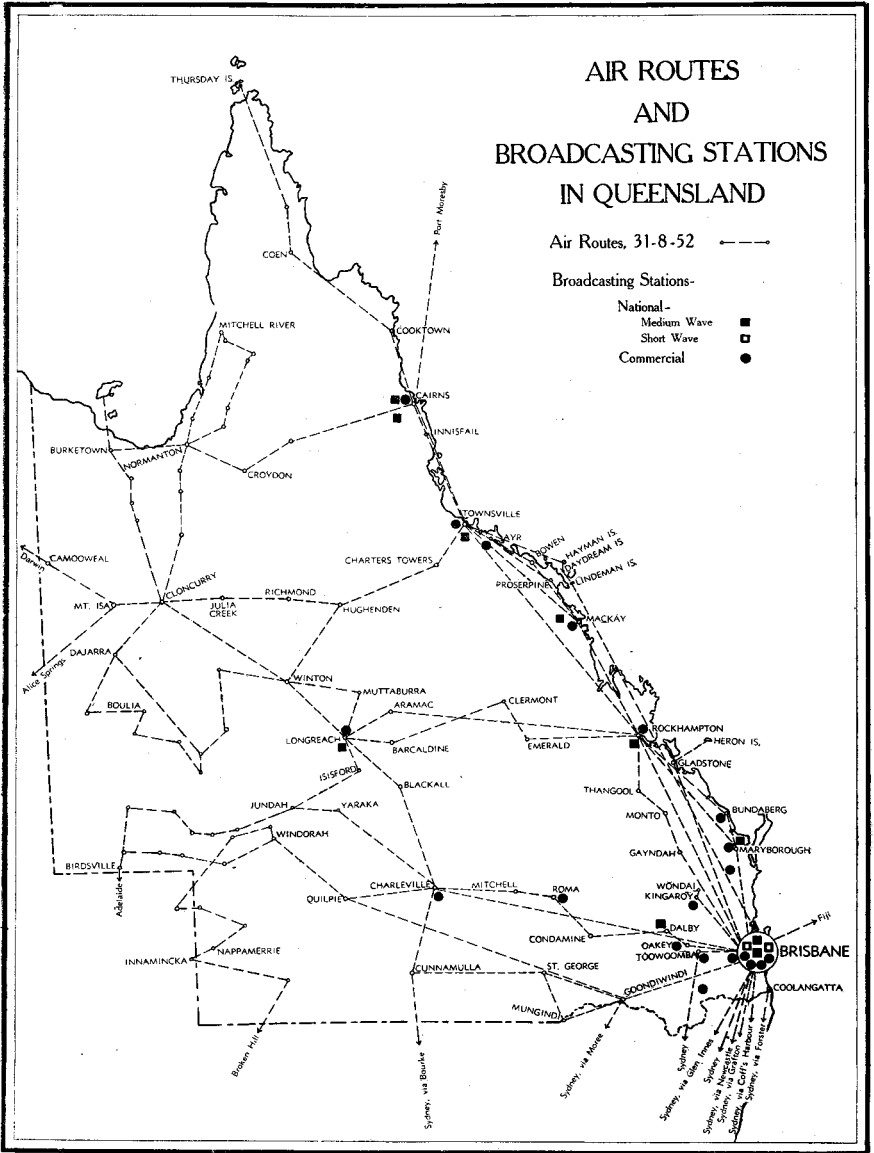 AIR ROUTES
AND
BROADCASTING STATIONS
IN QUEENSLAND
Air Routes, 31-8-52
Broadcasting Stations-
National-
Medium Wave
Short Wave
Commercial
THURSDAY IS.
Port Moresby
COEN
COOKTOWN
MITCHELL RIVER
CAIRNS
INNISFAIL
BURKETOWN
NORMANTON
CROYDON
TOWNSVILLE
AYR
BOWEN
HAYMAN IS.
DAYDREAM IS.
LINDEMAN IS.
PROSERPINE
CHARTERS TOWERS
CAMOOWEAL
Darwin
CLONCURRY
MT. ISA
JULIA
CREEK
RICHMOND
HUGHENDEN
MACKAY
Alice Springs
DAJARRA
BOULIA
WINTON
MUTTABURRA
ARAMAC
CLERMONT
LONGREACH
BARCALDINE
EMERALD
ROCKHAMPTON
HERON IS.
GLADSTONE
ISISFORD
BLACKALL
THANGOOL
JUNDAH
YARAKA
MONTO
BUNDABERG
WINDORAH
GAYNDAH
MARYBOROUGH
BIRDSVILLE
Adelaide
QUILPIE
CHARLEVILLE
MITCHELL
ROMA
WONDAI
KINGAROY
Fiji
CONDAMINE
DALBY
OAKEY
TOOWOOMBA
BRISBANE
NAPPAMERRIE
INNAMINCKA
CUNNAMULLA
ST. GEORGE
GOONDIWINDI
COOLANGATTA
MUNGINDI
Broken Hill
Sydney, via Bourke
Sydney, via Moree
Sydney
Sydney, via Glen Innes
Sydney
Sydney, via Newcastle
Sydney, via Grafton
Sydney, via Coff's Harbour
Sydney, via Forster